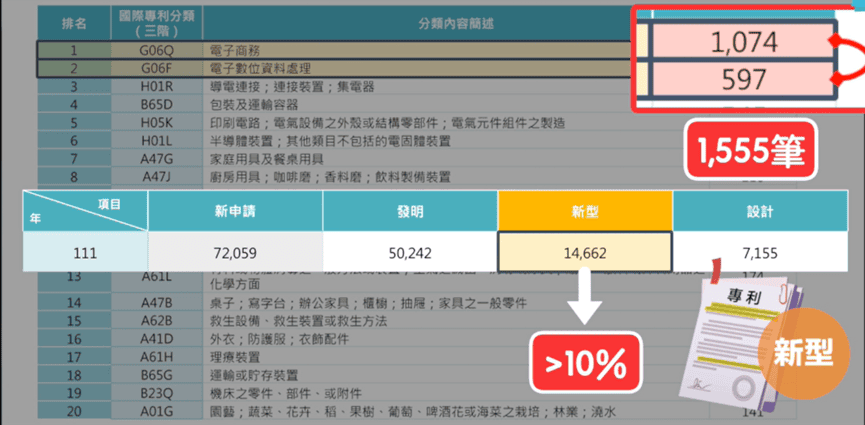 排名 國際專利分類（三階） 分類內容簡述
1 G06Q 電子商務 1,074
2 G06F 電子數位資料處理 597
1,555筆
3 H01R 導電連接；連接裝置；集電器
4 B65D 包裝及運輸容器
5 H05K 印刷電路；電氣設備之外殼或結構零部件；電氣元件組件之製造
6 H01L 半導體裝置；其他類目不包括的電固體裝置
7 A47G 家庭用具及餐桌用具
8 A47J 廚房用具；咖啡磨；香料磨；飲料製備裝置
項目 年 新申請 發明 新型 設計
111 72,059 50,242 14,662 7,155
13 A61L 化學方面 174
14 A47B 桌子；寫字台；辦公家具；櫃櫥；抽屜；家具之一般零件
15 A62B 救生設備、救生裝置或救生方法
16 A41D 外衣；防護服；衣飾配件
17 A61H 理療裝置
18 B65G 運輸或貯存裝置
19 B23Q 機床之零件、部件、或附件
20 A01G 園藝；蔬菜、花卉、稻、果樹、葡萄、啤酒花或海菜之栽培；林業；澆水 141
>10%
專利
新型